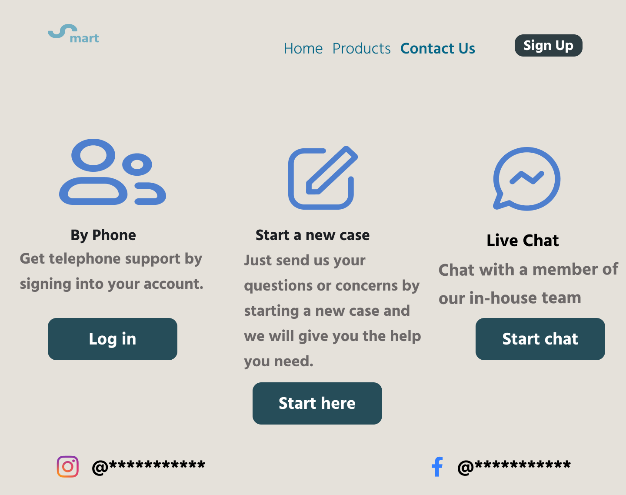 Smart
Home Products Contact Us
Sign Up
By Phone
Get telephone support by
signing into your account.
Log in
Start a new case
Just send us your
questions or concerns by
starting a new case and
we will give you the help
you need.
Start here
Live Chat
Chat with a member of
our in-house team
Start chat
@***********
@***********